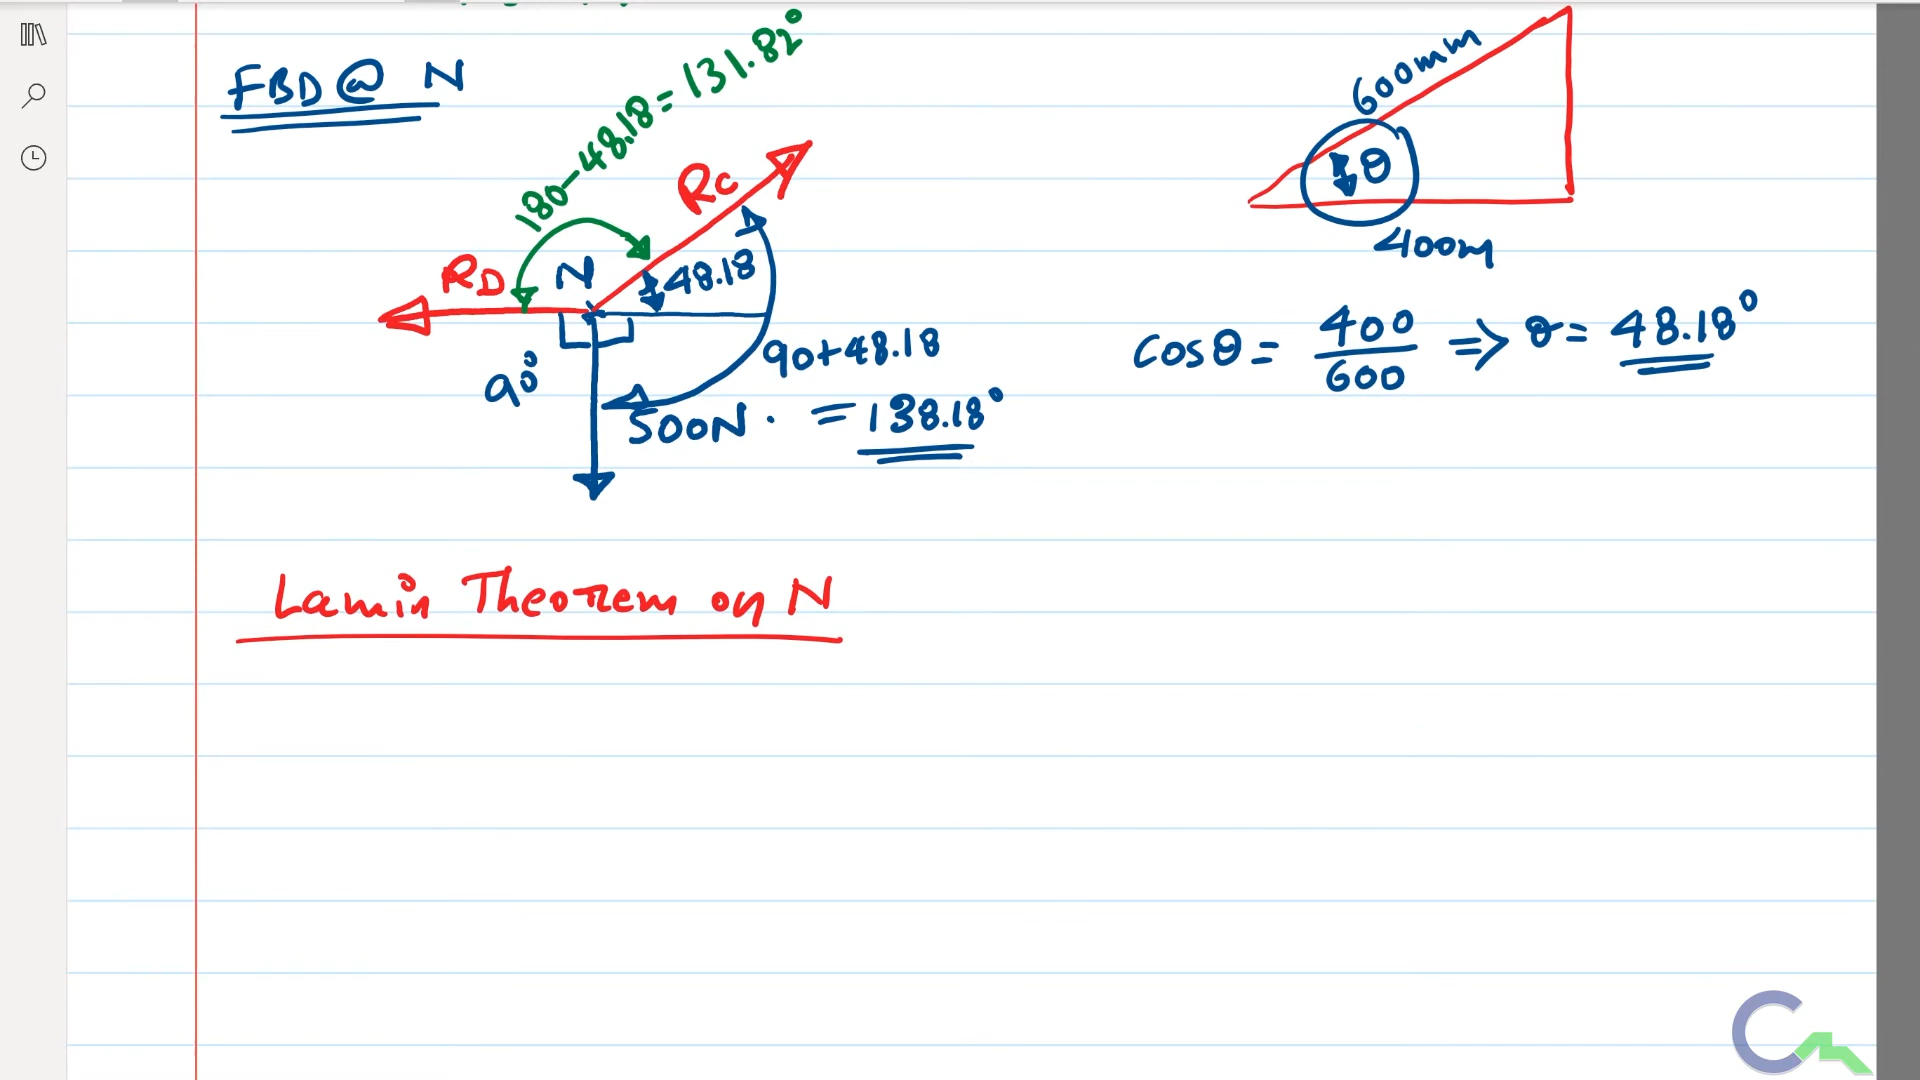 FBD@ N
180-48.18= 131.82°
600mm
θ
400m
RC
RD
N
48.18
90°
90+48.18
500N. =138.18°
cosθ = 400/600 => θ= 48.18°
Lamin Theorem on N